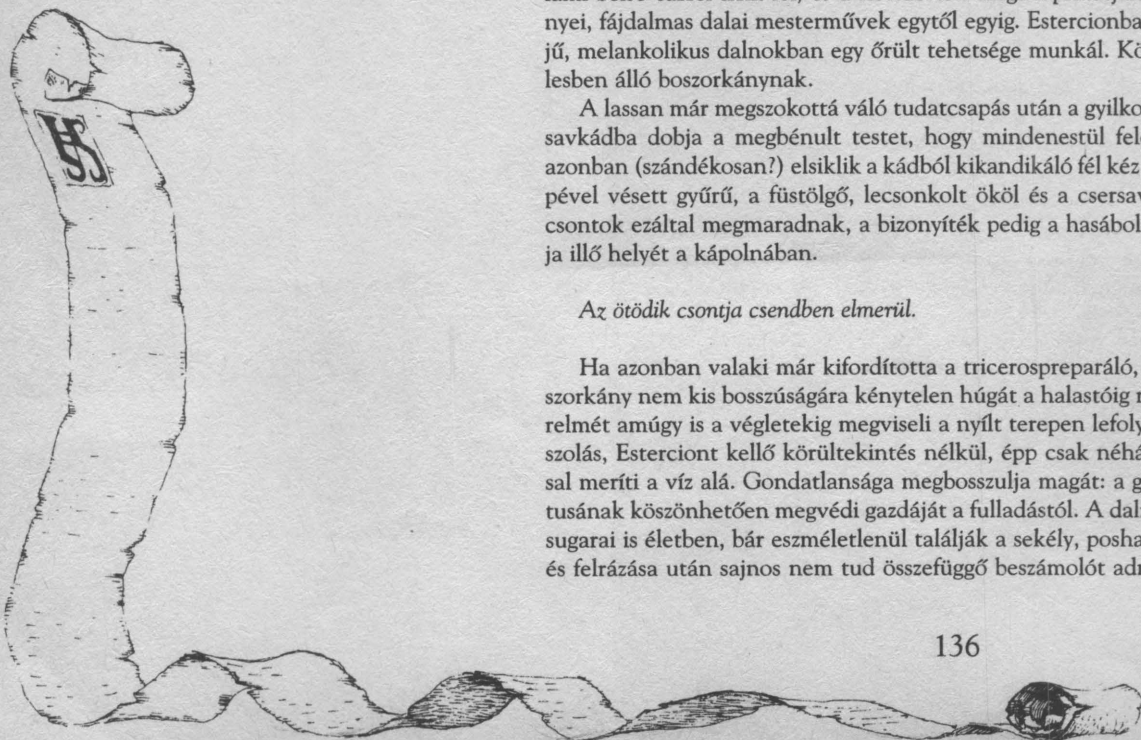 nyei, fájdalmas dalai mesterművek egytől egyig. Estercionba
jű, melankolikus dalnokban egy őrült tehetsége munkál. Kö
lesben álló boszorkánynak.
A lassan már megszokottá váló tudatcsapás után a gyilko
savkádba dobja a megbénult testet, hogy mindenestül fel
azonban (szándékosan?) elsiklik a kádból kikandikáló fél kéz
pével vésett gyűrű, a füstölgő, lecsonkolt ököl és a csersav
csontok ezáltal megmaradnak, a bizonyíték pedig a hasábol
ja illő helyét a kápolnában.
Az ötödik csontja csendben elmerül.
Ha azonban valaki már kifordította a tricerospreparáló,
szorkány nem kis bosszúságára kénytelen húgát a halastóig
relmét amúgy is a végletekig megviseli a nyílt terepen lefoly
szolás, Esterciont kellő körültekintés nélkül, épp csak néhá
sal meríti a víz alá. Gondatlansága megbosszulja magát: a g
tusának köszönhetően megvédi gazdáját a fulladástól. A dal
sugarai is életben, bár eszméletlenül találják a sekély, posha
és felrázása után sajnos nem tud összefüggő beszámolót adn
136